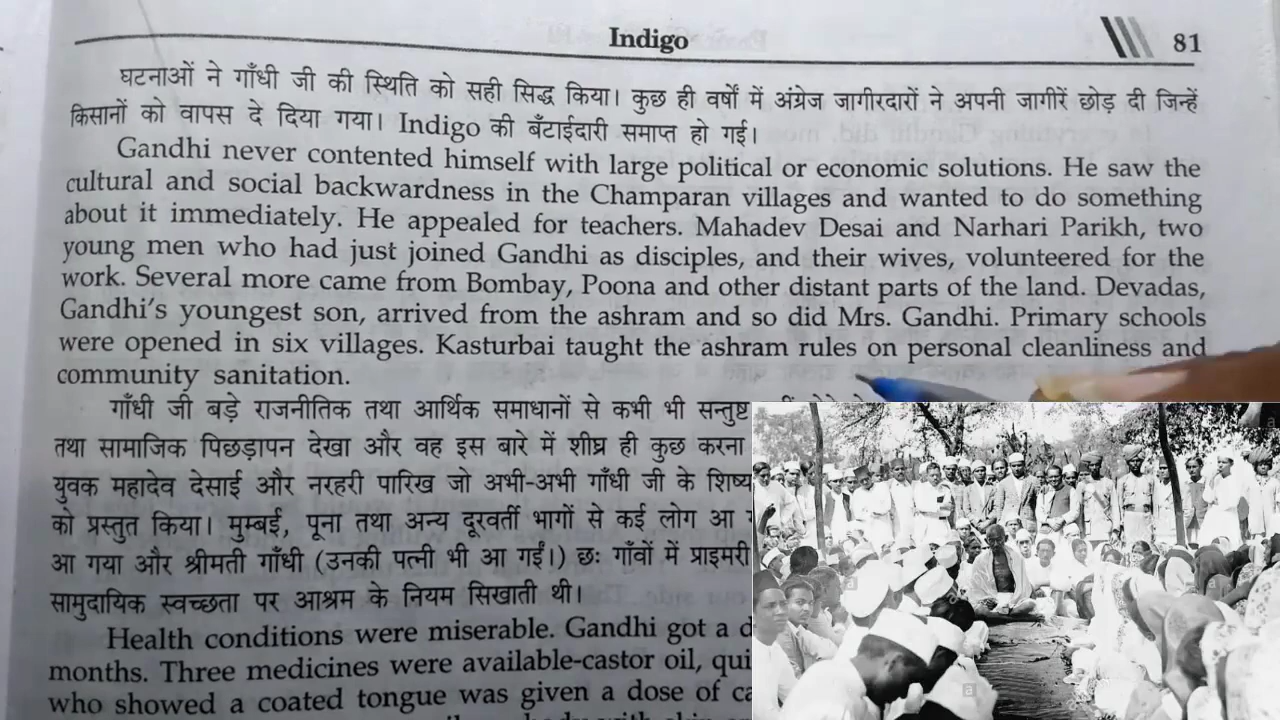 Indigo
81
घटनाओं ने गाँधी जी की स्थिति को सही सिद्ध किया। कुछ ही वर्षों में अंग्रेज जागीरदारों ने अपनी जागीरें छोड़ दी जिन्हें
किसानों को वापस दे दिया गया। Indigo की बँटाईदारी समाप्त हो गई।
Gandhi never contented himself with large political or economic solutions. He saw the
cultural and social backwardness in the Champaran villages and wanted to do something
about it immediately. He appealed for teachers. Mahadev Desai and Narhari Parikh, two
young men who had just joined Gandhi as disciples, and their wives, volunteered for the
work. Several more came from Bombay, Poona and other distant parts of the land. Devadas,
Gandhi's youngest son, arrived from the ashram and so did Mrs. Gandhi. Primary schools
were opened in six villages. Kasturbai taught the ashram rules on personal cleanliness and
community sanitation.
गाँधी जी बड़े राजनीतिक तथा आर्थिक समाधानों से कभी भी सन्तुष्ट
तथा सामाजिक पिछड़ापन देखा और वह इस बारे में शीघ्र ही कुछ करना
युवक महादेव देसाई और नरहरी पारिख जो अभी-अभी गाँधी जी के शिष्य
को प्रस्तुत किया। मुम्बई, पूना तथा अन्य दूरवर्ती भागों से कई लोग आ
आ गया और श्रीमती गाँधी (उनकी पत्नी भी आ गईं।) छः गाँवों में प्राइमरी
सामुदायिक स्वच्छता पर आश्रम के नियम सिखाती थी।
Health conditions were miserable. Gandhi got a
months. Three medicines were available-castor oil,
who showed a coated tongue was given a dose of